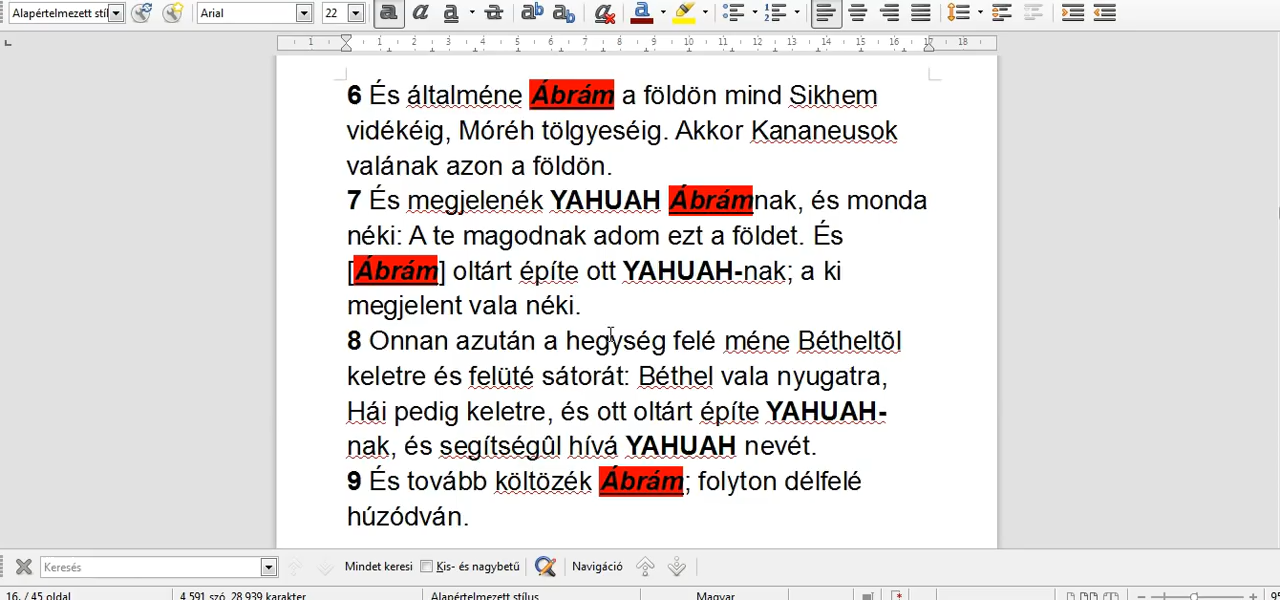 Alapértelmezett stíl Arial 22
1 1 2 3 4 5 6 7 8 9 10 11 12 13 14 15 16 17 18
6 És általméne Ábrám a földön mind Sikhem
vidékéig, Móréh tölgyeséig. Akkor Kananeusok
valának azon a földön.
7 És megjelenék YAHUAH Ábrámnak, és monda
néki: A te magodnak adom ezt a földet. És
[Ábrám] oltárt építe ott YAHUAH-nak; a ki
megjelent vala néki.
8 Onnan azután a hegység felé méne Bétheltõl
keletre és felüté sátorát: Béthel vala nyugatra,
Hái pedig keletre, és ott oltárt építe YAHUAH-
nak, és segítségûl hívá YAHUAH nevét.
9 És tovább költözék Ábrám; folyton délfelé
húzódván.
Keresés Mindet keresi Kis- és nagybetű Navigáció
16. / 45 oldal 4 591 szó, 28 939 karakter Alapértelmezett stílus Magyar